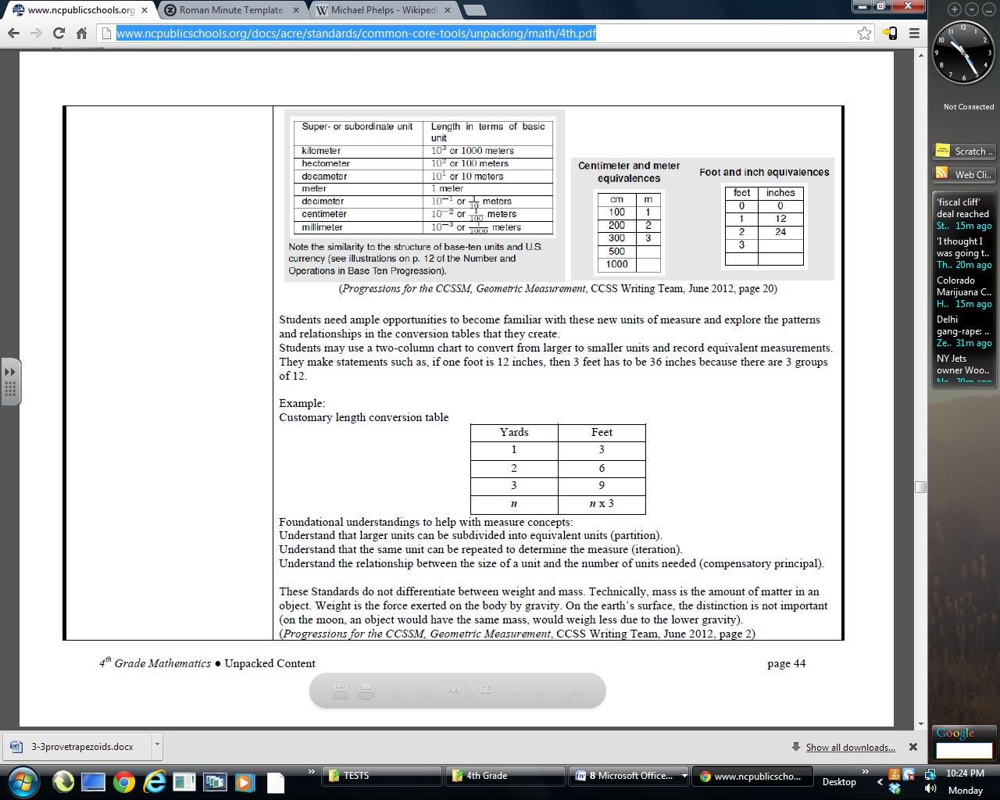 www.ncpublicschools.org
Roman Minute Template
Michael Phelps - Wikipedi
www.ncpublicschools.org/docs/acre/standards/common-core-tools/unpacking/math/4th.pdf
Super- or subordinate unit Length in terms of basic unit
kilometer 10³ or 1000 meters
hectometer 10² or 100 meters
decameter 10¹ or 10 meters
meter 1 meter
decimeter 10⁻¹ or 1/10 meters
centimeter 10⁻² or 1/100 meters
millimeter 10⁻³ or 1/1000 meters
Note the similarity to the structure of base-ten units and U.S.
currency (see illustrations on p. 12 of the Number and
Operations in Base Ten Progression).
Centimeter and meter
equivalences
cm m
100 1
200 2
300 3
500
1000
Foot and inch equivalences
feet inches
0 0
1 12
2 24
3
(Progressions for the CCSSM, Geometric Measurement, CCSS Writing Team, June 2012, page 20)
Students need ample opportunities to become familiar with these new units of measure and explore the patterns
and relationships in the conversion tables that they create.
Students may use a two-column chart to convert from larger to smaller units and record equivalent measurements.
They make statements such as, if one foot is 12 inches, then 3 feet has to be 36 inches because there are 3 groups
of 12.
Example:
Customary length conversion table
Yards Feet
1 3
2 6
3 9
n n x 3
Foundational understandings to help with measure concepts:
Understand that larger units can be subdivided into equivalent units (partition).
Understand that the same unit can be repeated to determine the measure (iteration).
Understand the relationship between the size of a unit and the number of units needed (compensatory principal).
These Standards do not differentiate between weight and mass. Technically, mass is the amount of matter in an
object. Weight is the force exerted on the body by gravity. On the earth's surface, the distinction is not important
(on the moon, an object would have the same mass, would weigh less due to the lower gravity).
(Progressions for the CCSSM, Geometric Measurement, CCSS Writing Team, June 2012, page 2)
4th Grade Mathematics ● Unpacked Content page 44
44 / 66
12
1
2
3
4
5
6
7
8
9
10
11
Not Connected
Scratch ..
Web Cli..
'fiscal cliff'
deal reached
St.. 15m ago
'I thought I
was going t..
Th.. 20m ago
Colorado
Marijuana C..
H.. 15m ago
Delhi
gang-rape: ..
Ze.. 31m ago
NY Jets
owner Woo..
Ne.. 20m ago
Google
3-3provetrapezoids.docx
Show all downloads...
» TESTS
4th Grade
8 Microsoft Office...
www.ncpublicscho...
Desktop »
10:24 PM
Monday